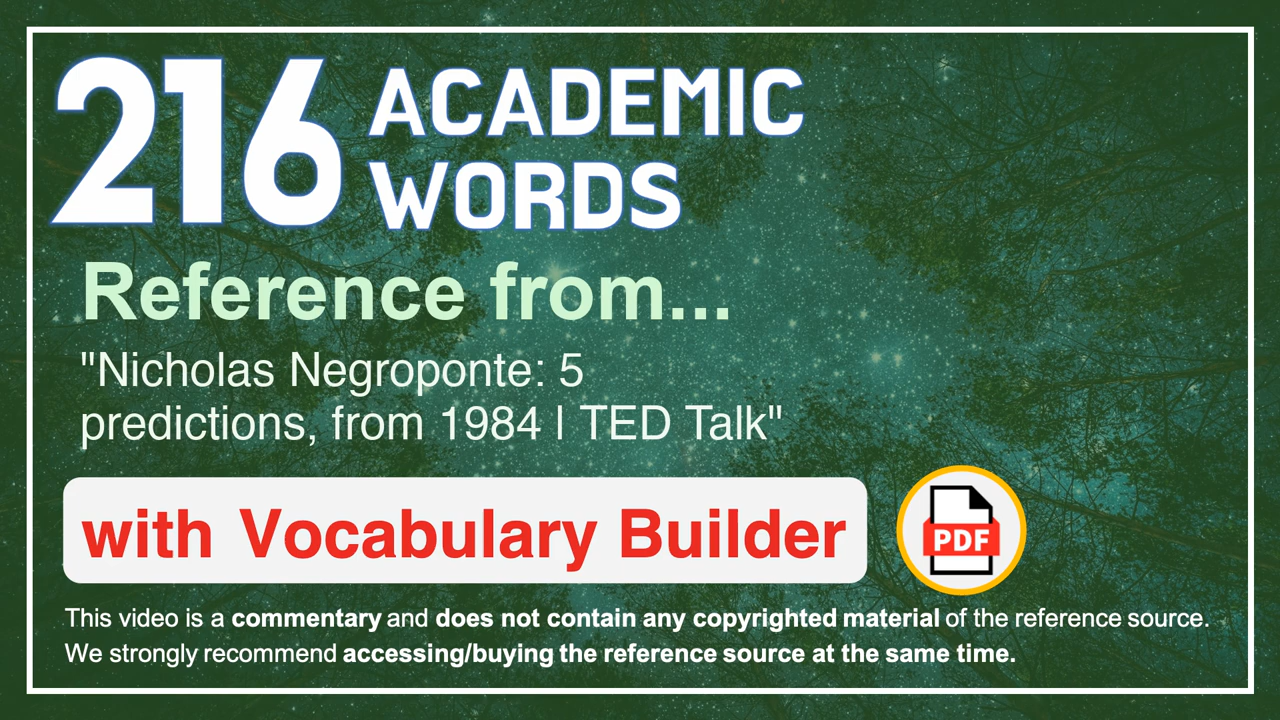 216 ACADEMIC
WORDS
Reference from...
"Nicholas Negroponte: 5
predictions, from 1984 | TED Talk"
with Vocabulary Builder
PDF
This video is a commentary and does not contain any copyrighted material of the reference source.
We strongly recommend accessing/buying the reference source at the same time.